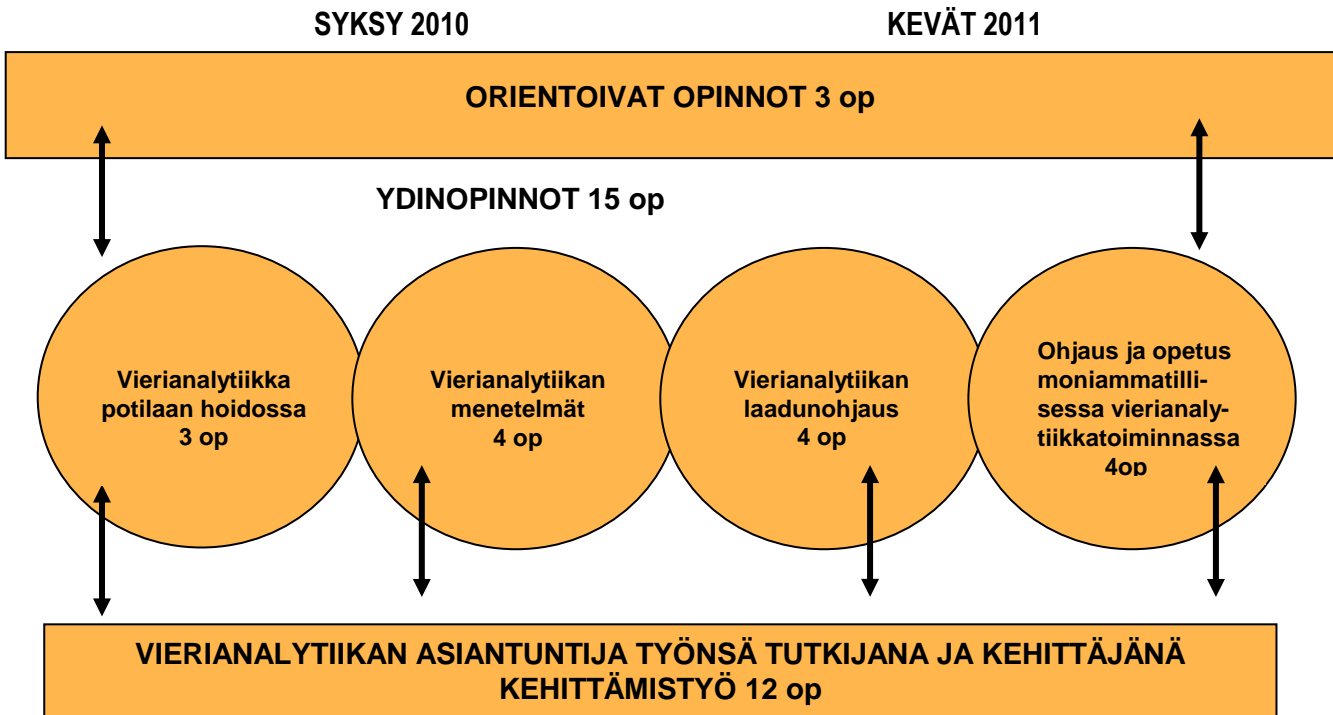 SYKSY 2010
KEVÄT 2011
ORIENTOIVAT OPINNOT 3 op
YDINOPINNOT 15 op
Vierianalytiikka
potilaan hoidossa
3 op
Vierianalytiikan
menetelmät
4 op
Vierianalytiikan
laadunohjaus
4 op
Ohjaus ja opetus
moniammatilli-
sessa vierianaly-
tiikkatoiminnassa
4op
VIERIANALYTIIKAN ASIANTUNTIJA TYÖNSÄ TUTKIJANA JA KEHITTÄJÄNÄ
KEHITTÄMISTYÖ 12 op